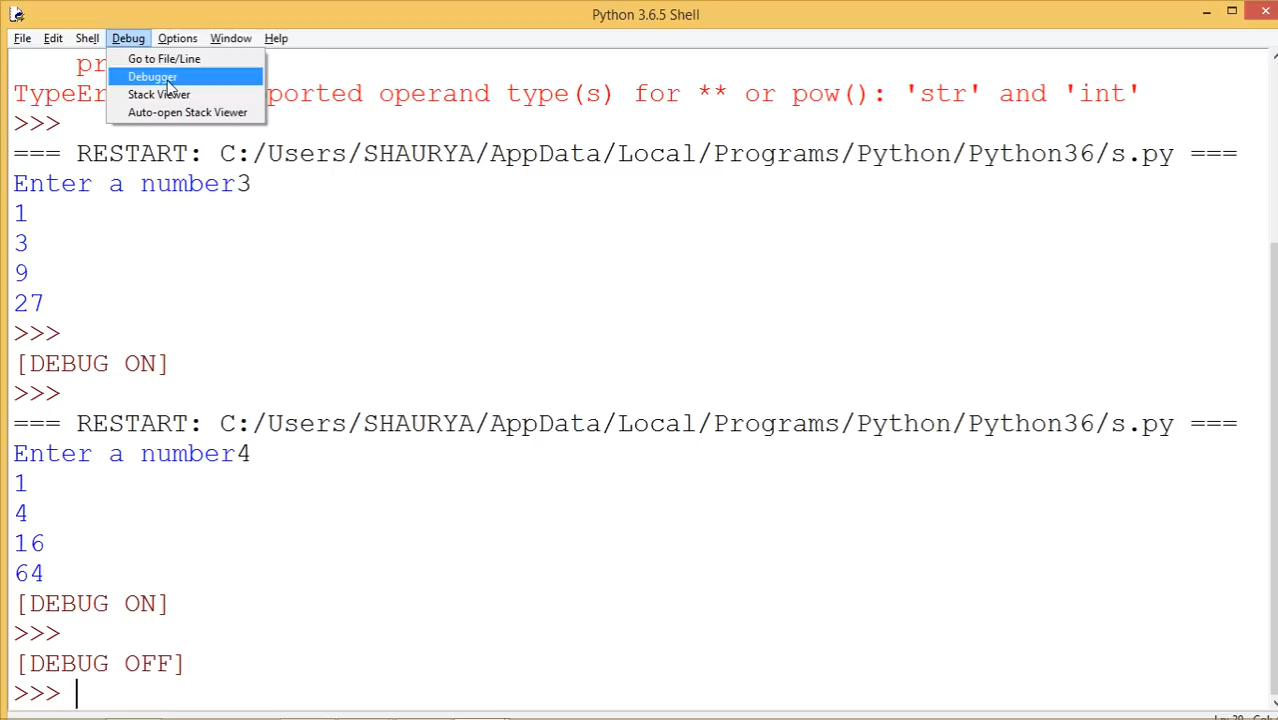 Python 3.6.5 Shell
File Edit Shell Debug Options Window Help
Go to File/Line
Debugger
Stack Viewer
Auto-open Stack Viewer
pr
TypeEr ported operand type(s) for ** or pow(): 'str' and 'int'
>>>
=== RESTART: C:/Users/SHAURYA/AppData/Local/Programs/Python/Python36/s.py ===
Enter a number3
1
3
9
27
>>>
[DEBUG ON]
>>>
=== RESTART: C:/Users/SHAURYA/AppData/Local/Programs/Python/Python36/s.py ===
Enter a number4
1
4
16
64
[DEBUG ON]
>>>
[DEBUG OFF]
>>>